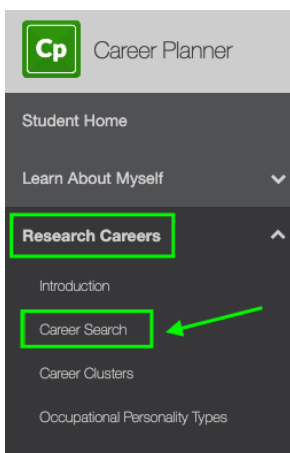 Cp Career Planner
Student Home
Learn About Myself
Research Careers
Introduction
Career Search
Career Clusters
Occupational Personality Types